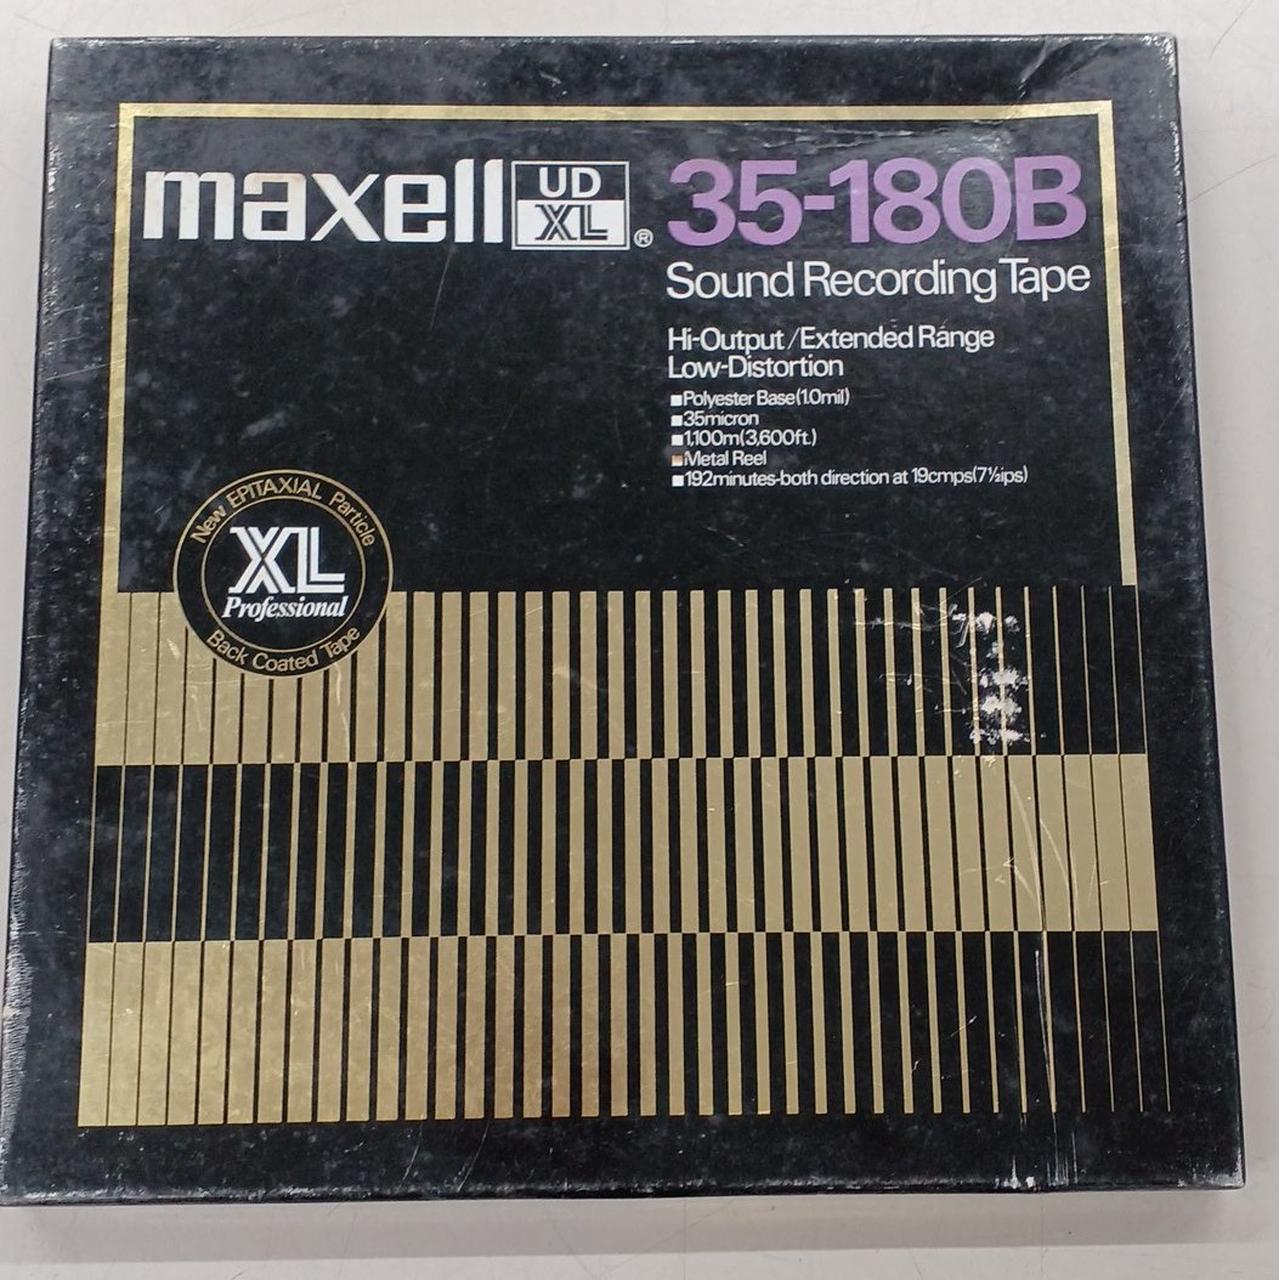 maxell UD XL ® 35-180B
Sound Recording Tape
Hi-Output/Extended Range
Low-Distortion
■Polyester Base(1.0mil)
■35micron
■1,100m(3,600ft.)
■Metal Reel
■192minutes-both direction at 19cmps(7½ips)
New EPITAXIAL Particle
XL
Professional
Back Coated Tape